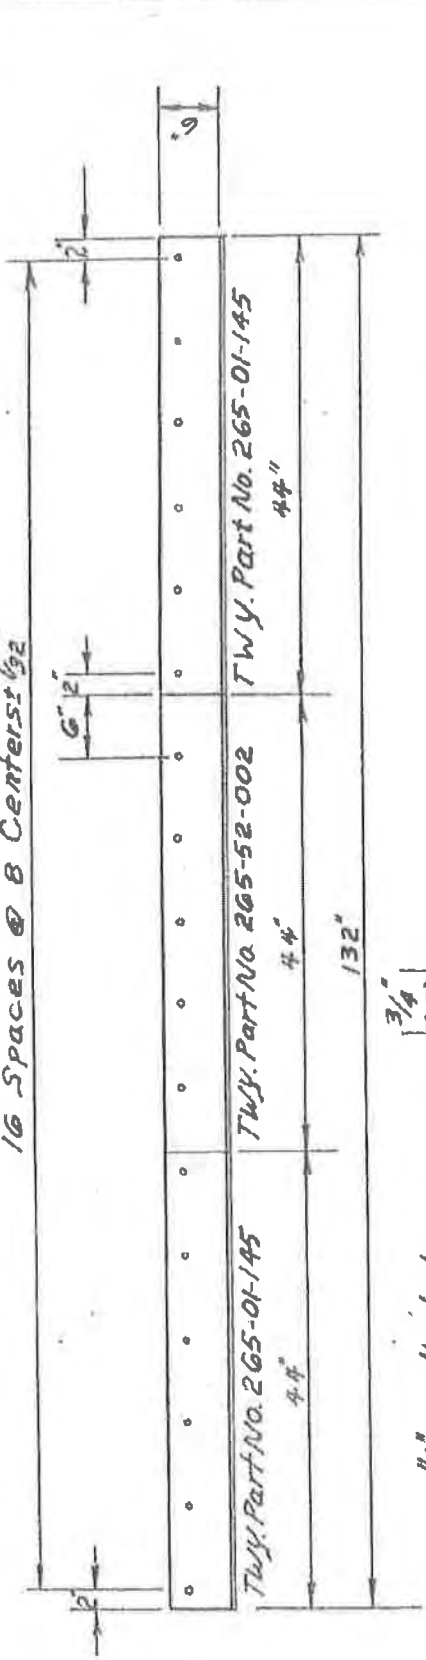 16 Spaces @ 8 Centers ± 1/32
2"
6"
2"
2"
6"
TWY. Part No. 265-01-145
44"
TWY. Part No 265-52-002
44"
TWY. Part No. 265-01-145
44"
132"
3/4"